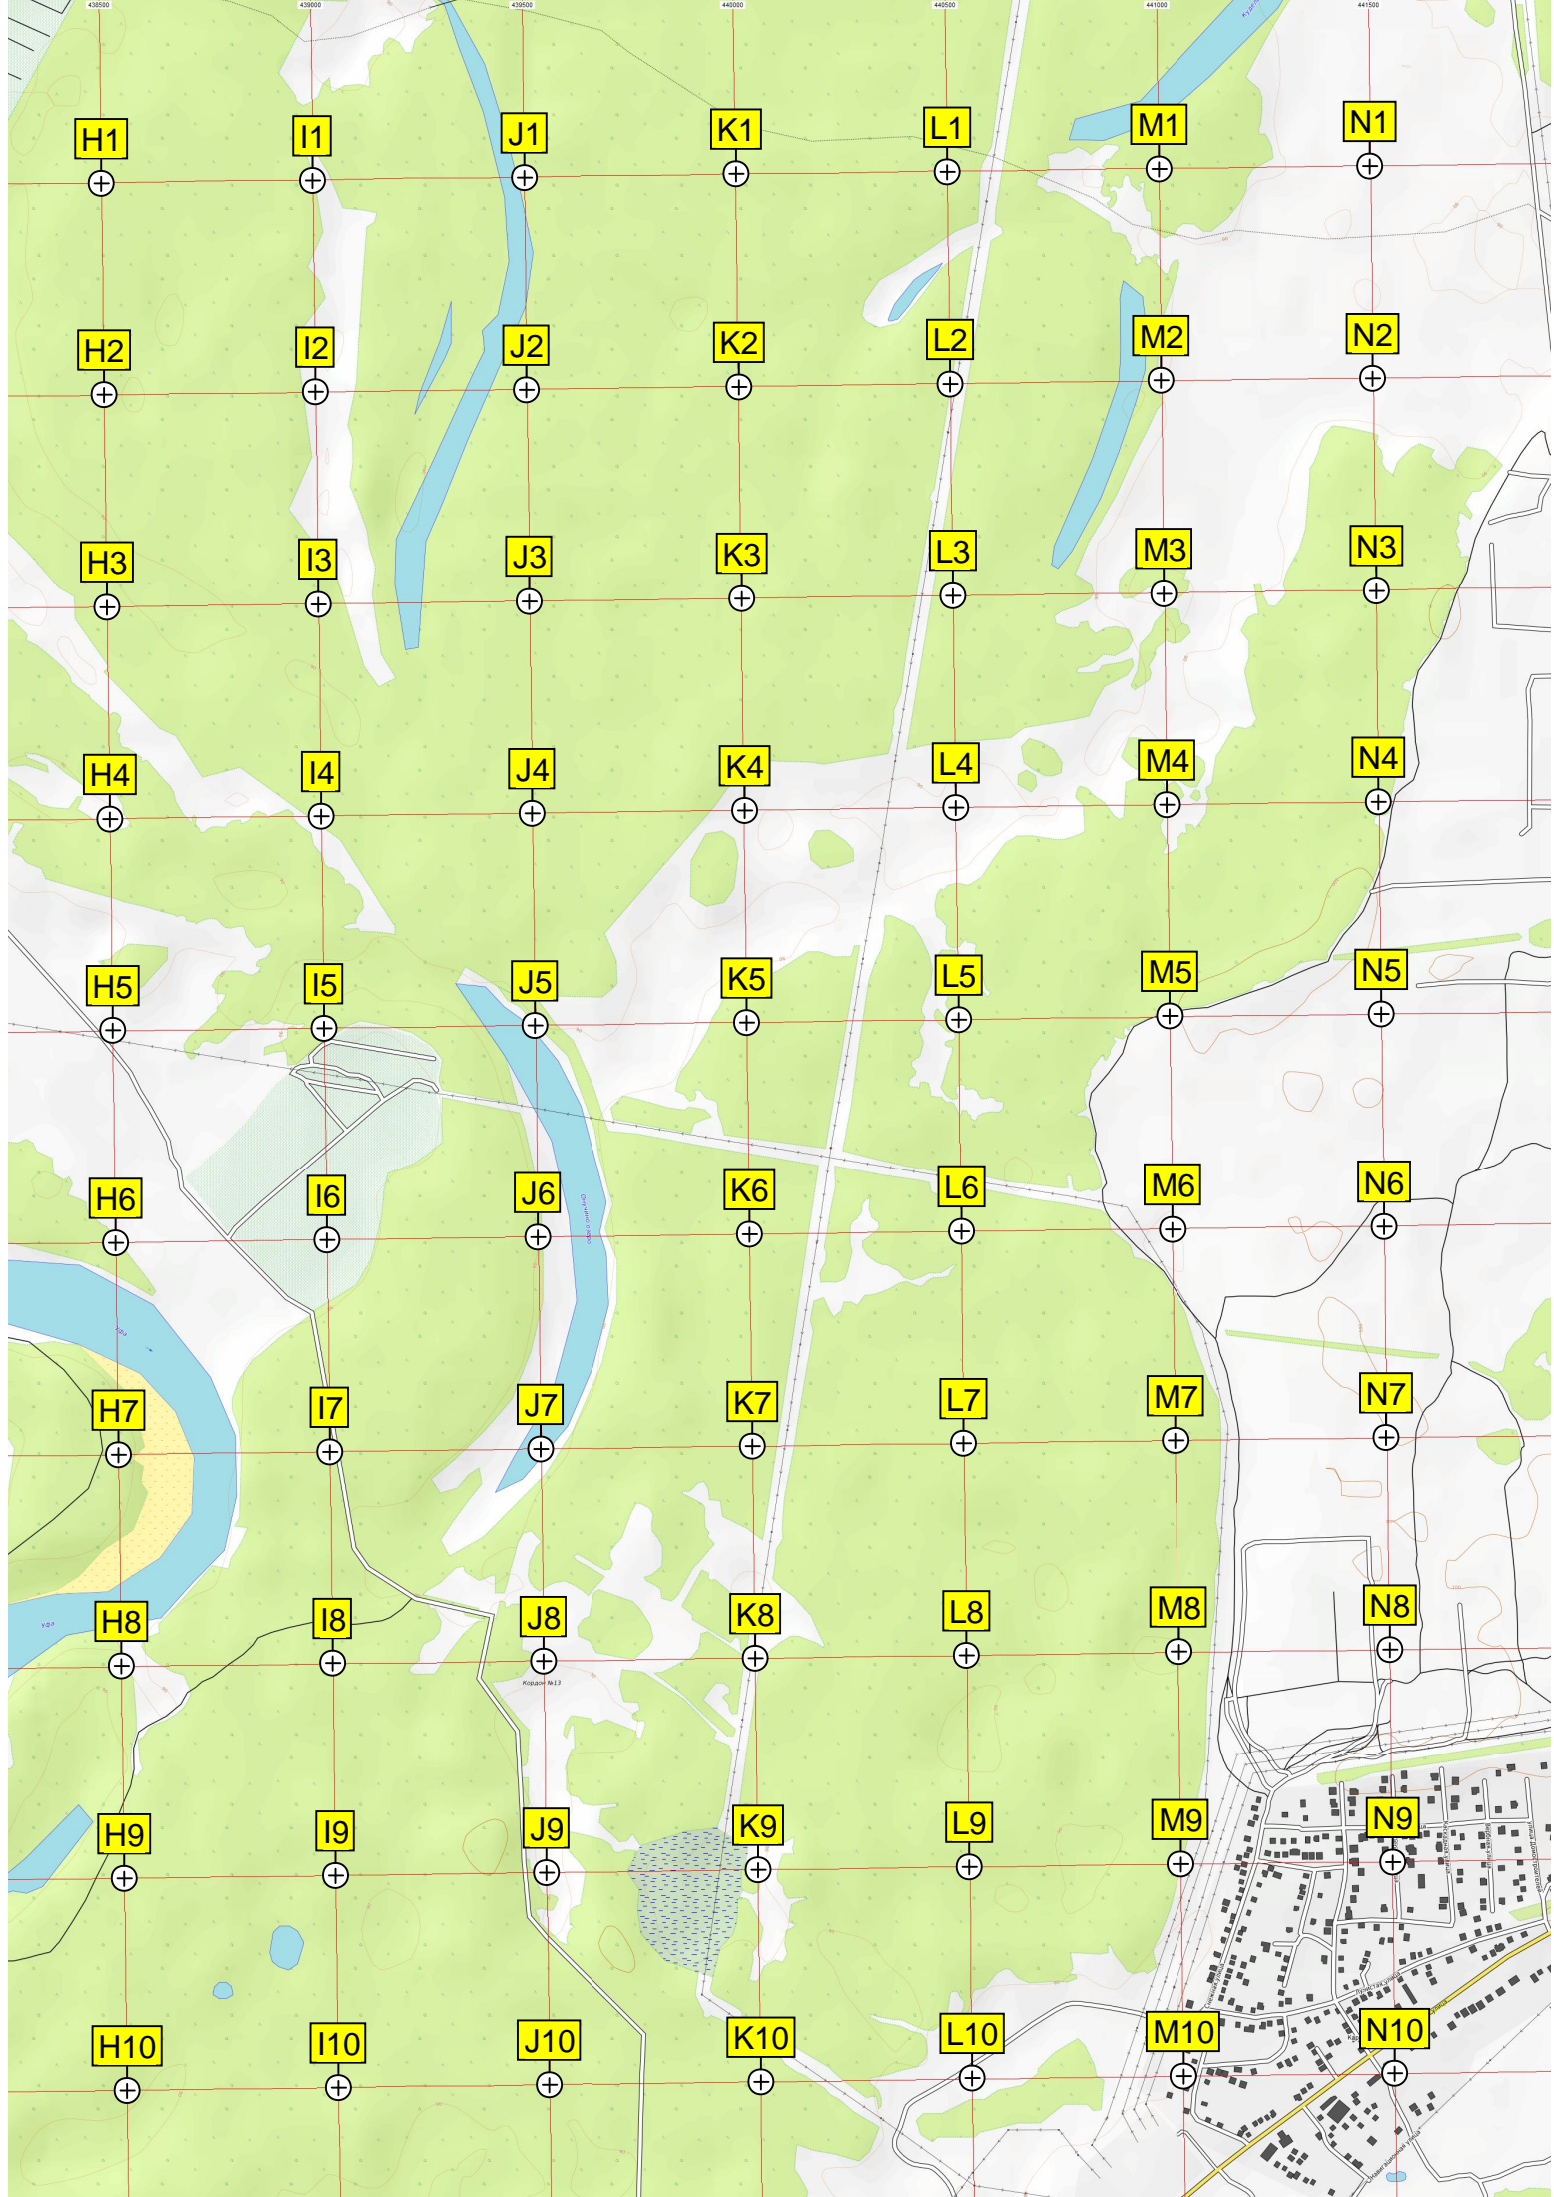 438500 439000 439500 440000 440500 441000 441500
H1 I1 J1 K1 L1 M1 N1
H2 I2 J2 K2 L2 M2 N2
H3 I3 J3 K3 L3 M3 N3
H4 I4 J4 K4 L4 M4 N4
H5 I5 J5 K5 L5 M5 N5
H6 I6 J6 K6 L6 M6 N6
Уфа
H7 I7 J7 K7 L7 M7 N7
H8 I8 J8 K8 L8 M8 N8
Уфа
Кордон №13
H9 I9 J9 K9 L9 M9 N9
H10 I10 J10 K10 L10 M10 N10